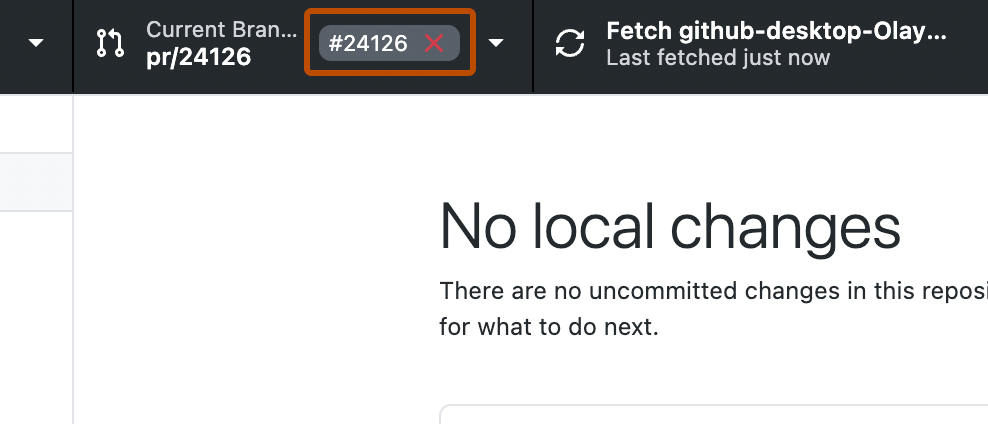 Current Bran...
pr/24126
#24126
Fetch github-desktop-Olay...
Last fetched just now
No local changes
There are no uncommitted changes in this reposi
for what to do next.